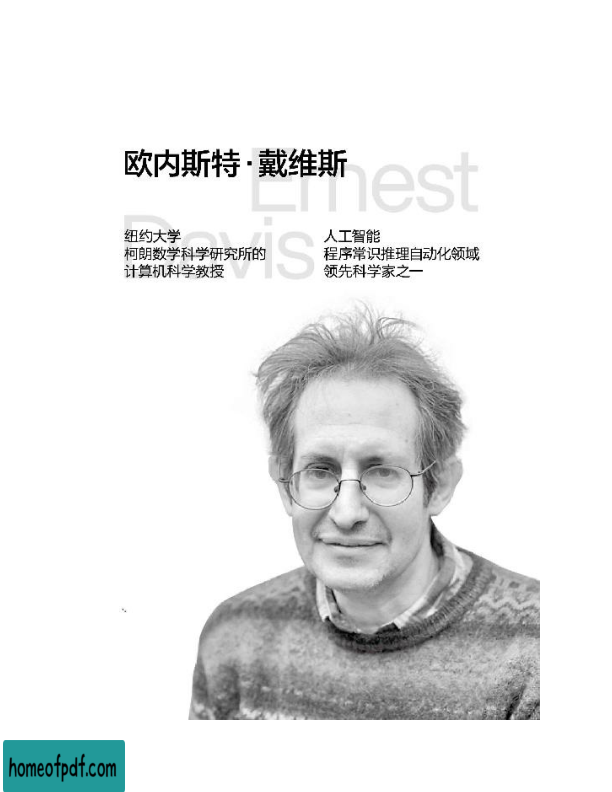 欧内斯特·戴维斯
Ernest
Davis
纽约大学
柯朗数学科学研究所的
计算机科学教授
人工智能
程序常识推理自动化领域
领先科学家之一
homeofpdf.com